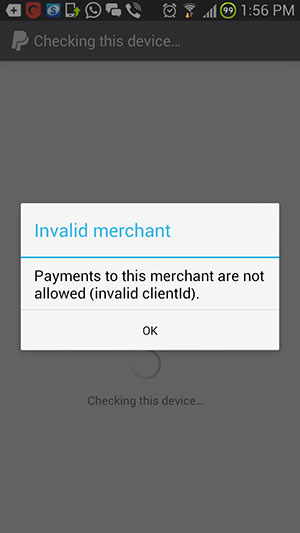 99 1:56 PM
Checking this device…
Invalid merchant
Payments to this merchant are not
allowed (invalid clientId).
OK
Checking this device…